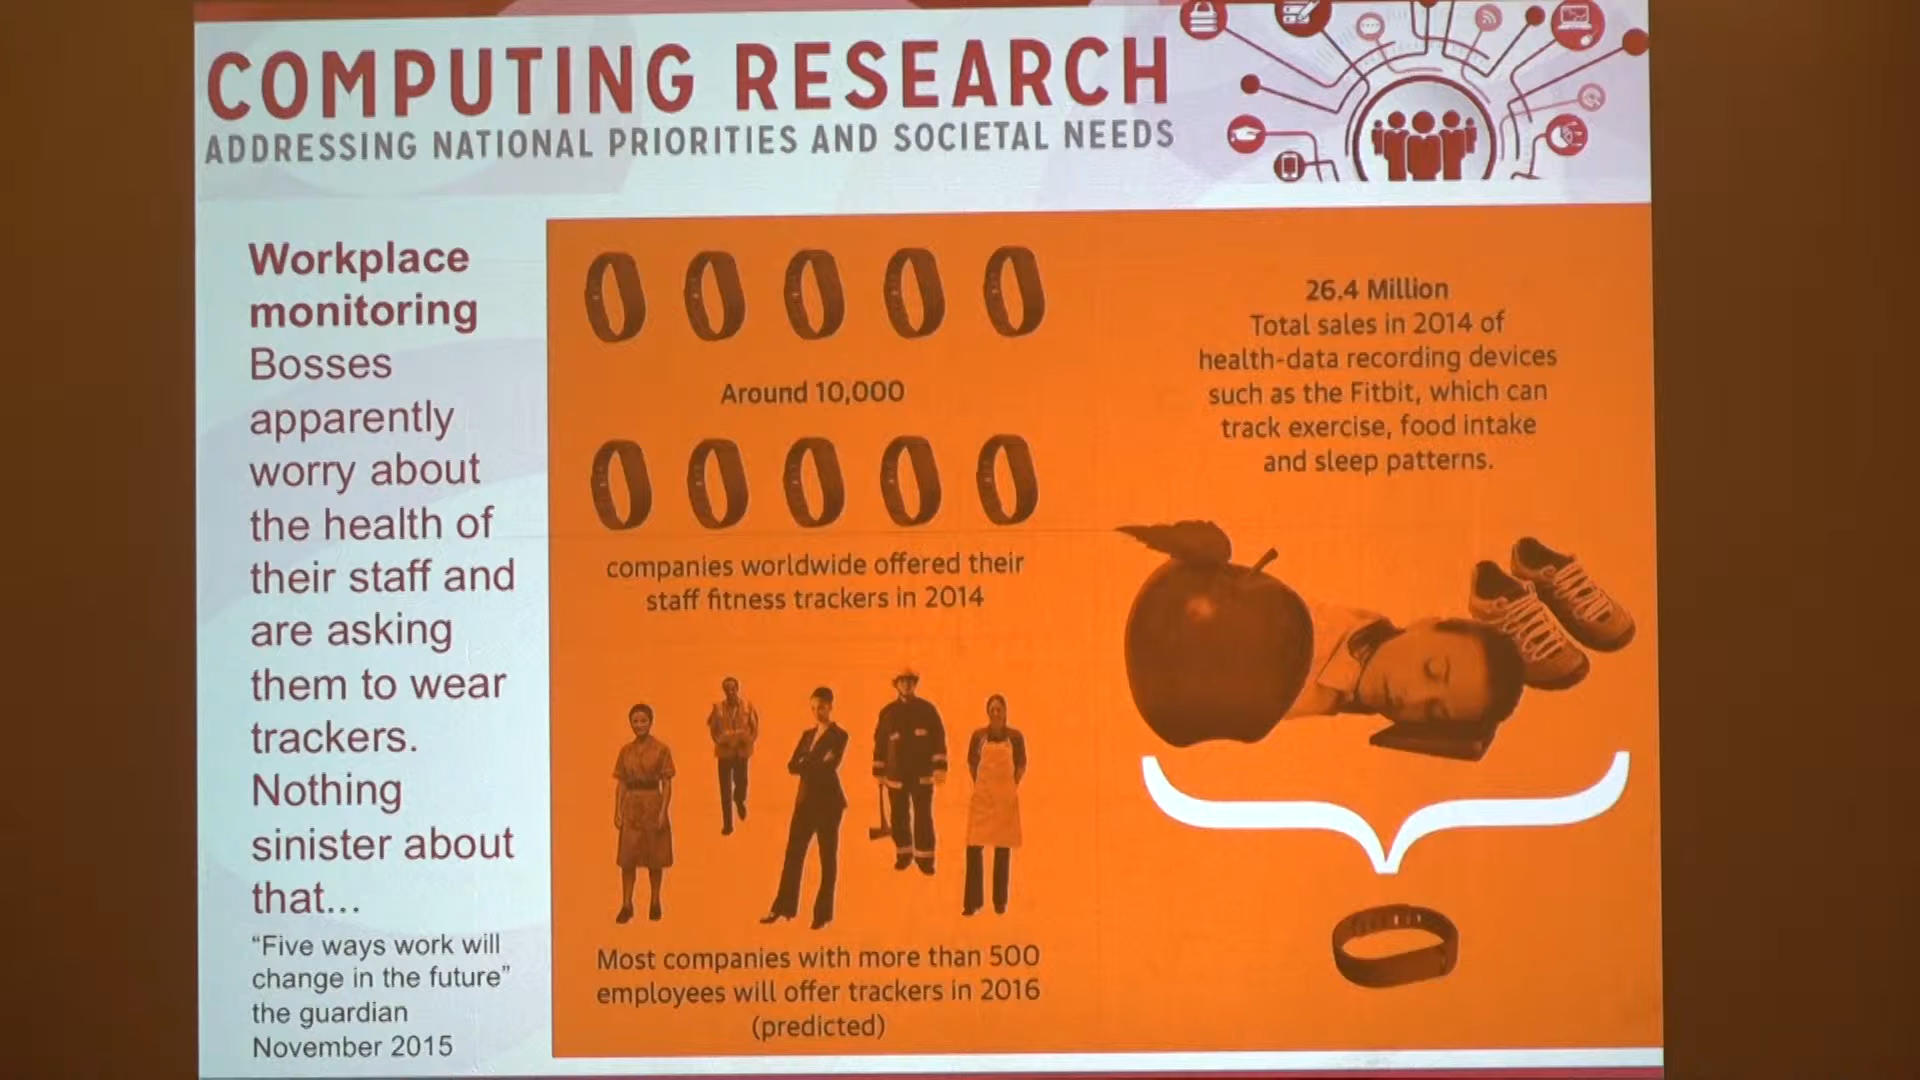 COMPUTING RESEARCH
ADDRESSING NATIONAL PRIORITIES AND SOCIETAL NEEDS
Workplace
monitoring
Bosses
apparently
worry about
the health of
their staff and
are asking
them to wear
trackers.
Nothing
sinister about
that...
“Five ways work will
change in the future”
the guardian
November 2015
Around 10,000
companies worldwide offered their
staff fitness trackers in 2014
Most companies with more than 500
employees will offer trackers in 2016
(predicted)
26.4 Million
Total sales in 2014 of
health-data recording devices
such as the Fitbit, which can
track exercise, food intake
and sleep patterns.